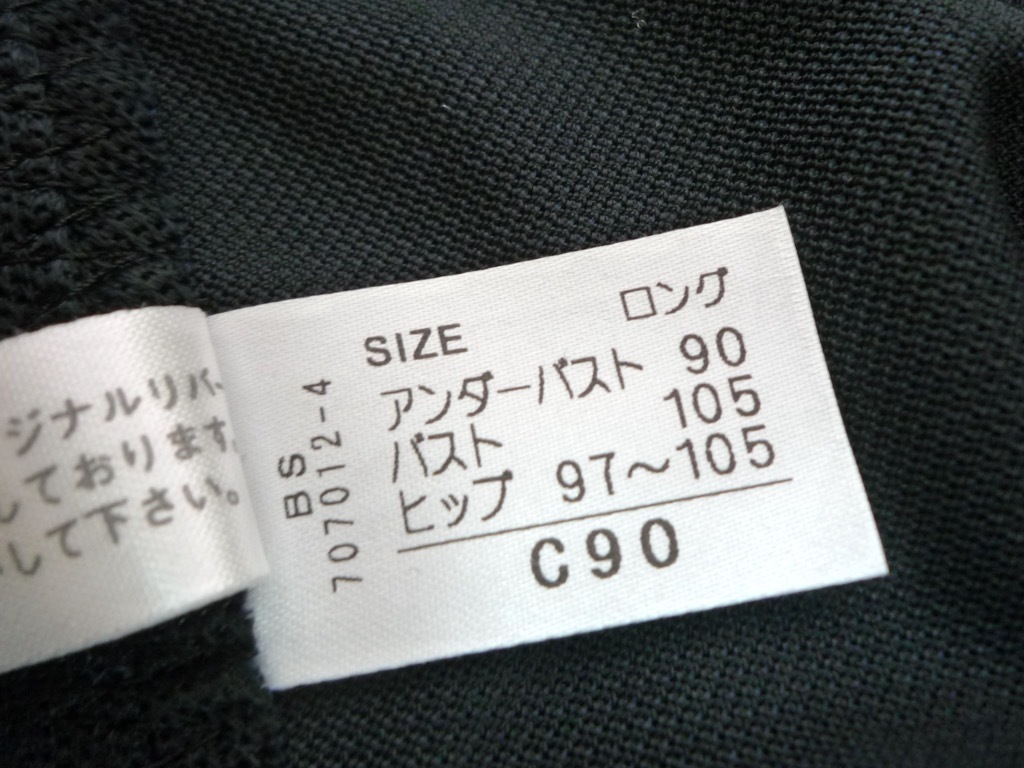 ジナルリバ
しております。
して下さい。
BS
707012-4
SIZE ロング
アンダーバスト 90
バスト 105
ヒップ 97～105
C90